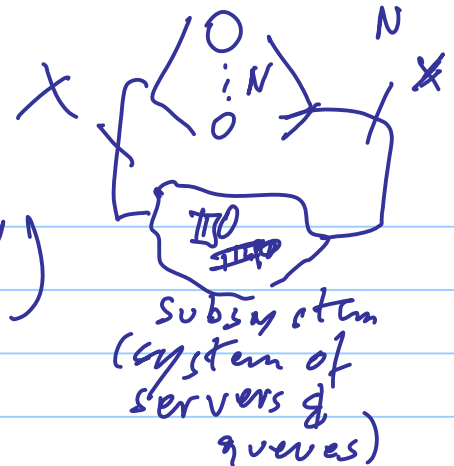 N
N
X
subsystem
(system of
servers &
queues)